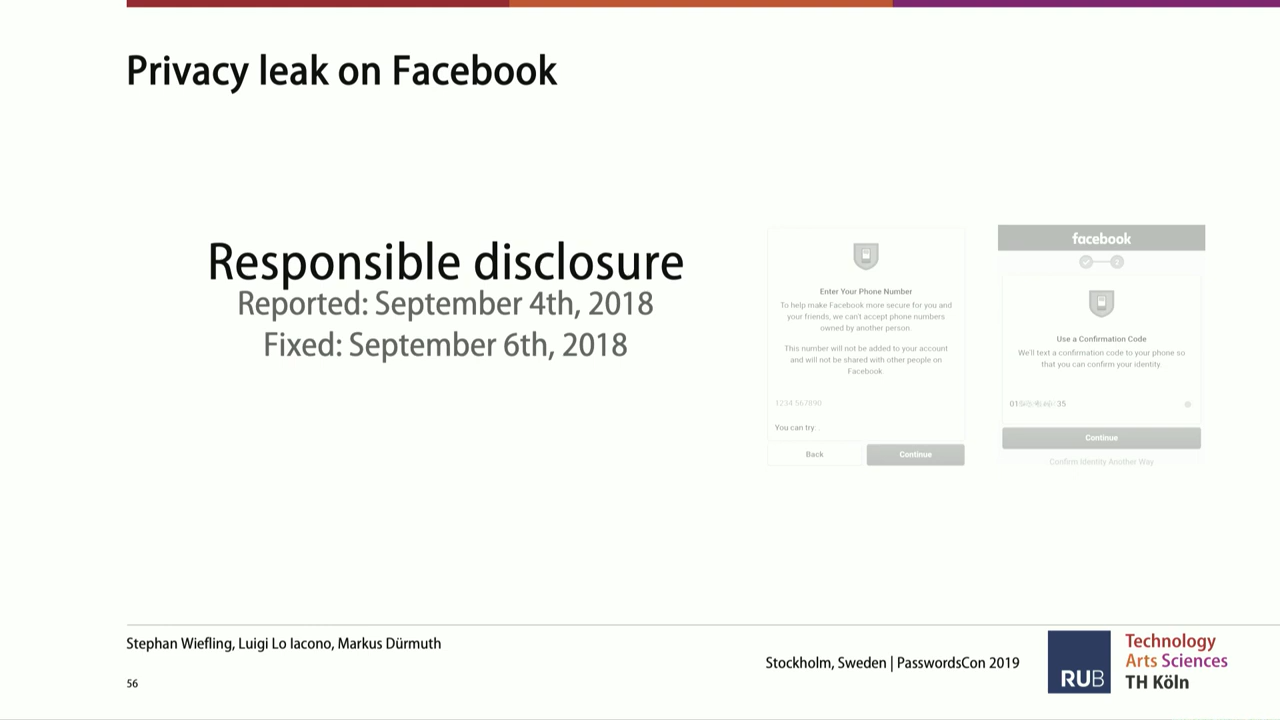 Privacy leak on Facebook
Responsible disclosure
Reported: September 4th, 2018
Fixed: September 6th, 2018
Enter Your Phone Number
To help make Facebook more secure for you and
your friends, we can't accept phone numbers
owned by another person.
This number will not be added to your account
and will not be shared with other people on
Facebook.
1234 567890
You can try...
Back
Continue
facebook
2
Use a Confirmation Code
We'll text a confirmation code to your phone so
that you can confirm your identity
35
Continue
Confirm Identity Another Way
Stephan Wiefling, Luigi Lo Iacono, Markus Dürmuth
56
Stockholm, Sweden | PasswordsCon 2019
RUB
Technology
Arts Sciences
TH Köln